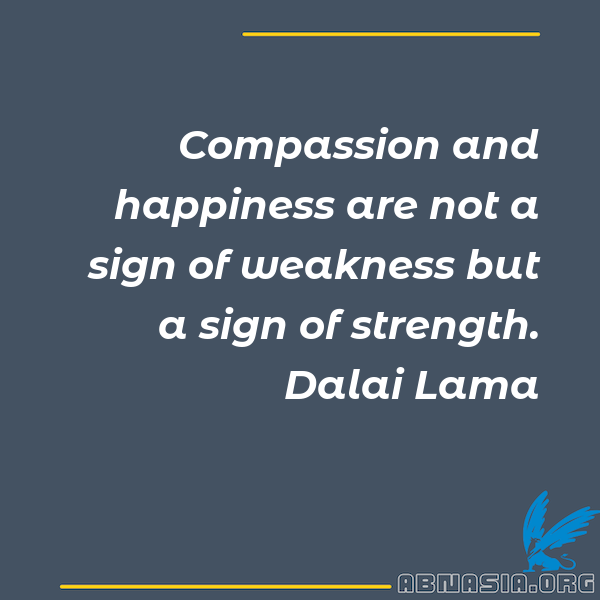 Compassion and
happiness are not a
sign of weakness but
a sign of strength.
Dalai Lama
ABNASIA.ORG